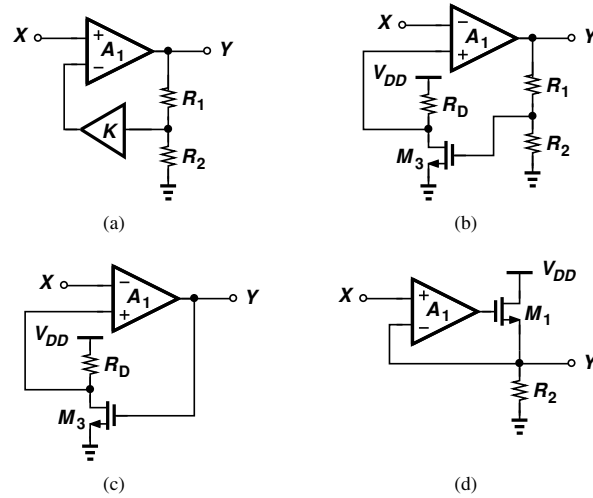 X + − A1 Y
R1
K
R2
(a)
X − + A1 Y
VDD
RD
R1
M3
R2
(b)
X − + A1 Y
VDD
RD
M3
(c)
X + − A1
VDD
M1
Y
R2
(d)